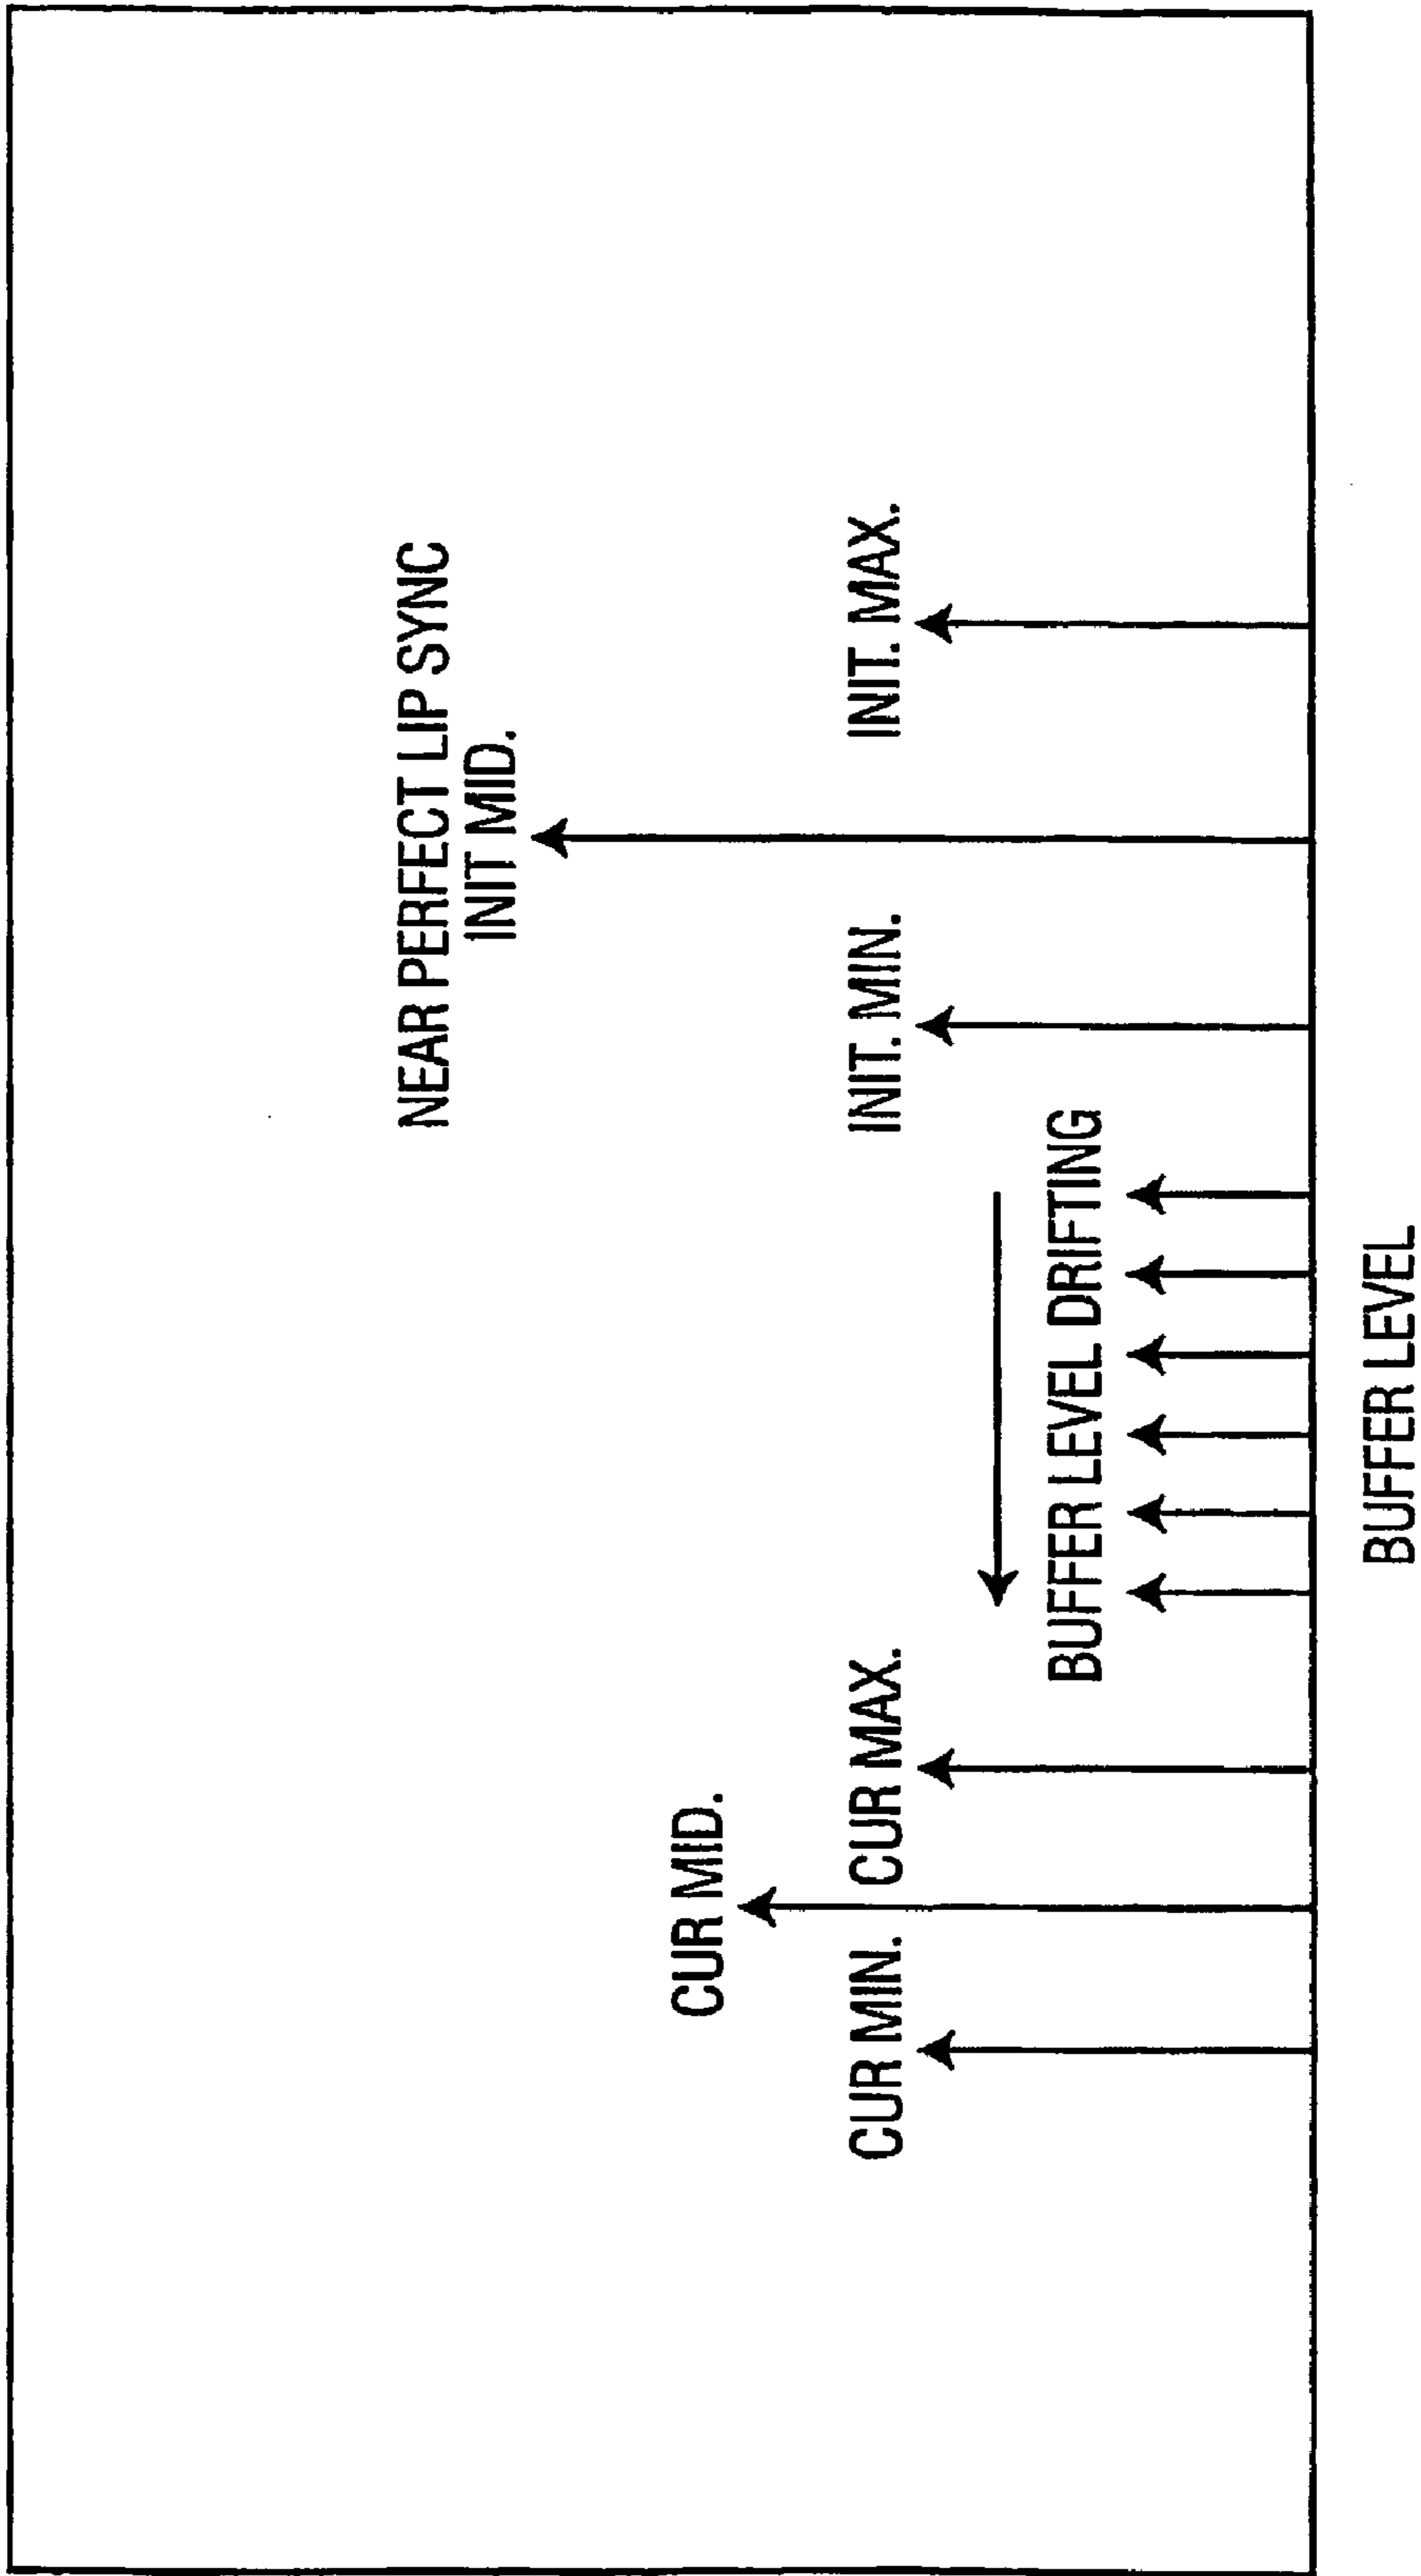 NEAR PERFECT LIP SYNC
INIT MID.
CUR MID.
CUR MIN.
CUR MAX.
INIT. MIN.
INIT. MAX.
BUFFER LEVEL DRIFTING
BUFFER LEVEL